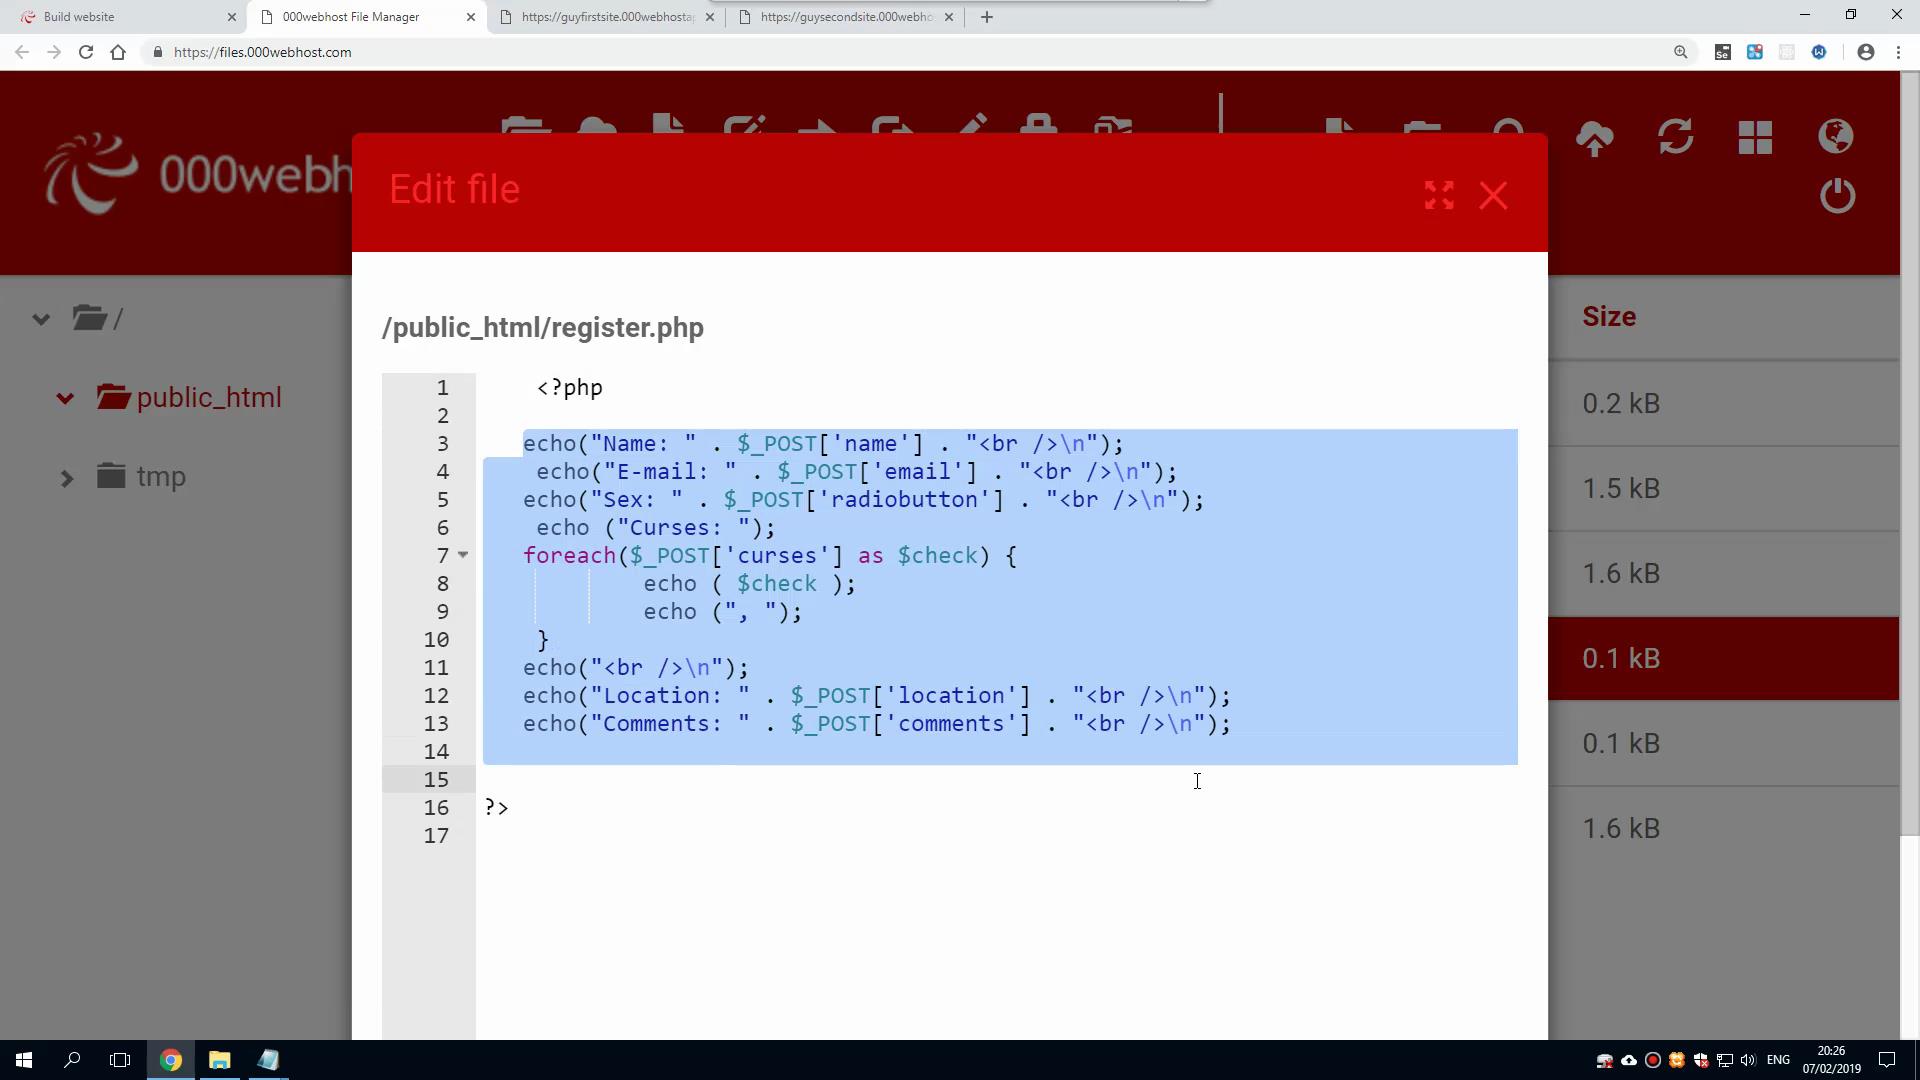 Build website
000webhost File Manager
https://guyfirstsite.000webhostap
https://guysecondsite.000webho
https://files.000webhost.com
000webh
Edit file
/public_html/register.php
/
public_html
tmp
Size
0.2 kB
1.5 kB
1.6 kB
0.1 kB
0.1 kB
1.6 kB
1 <?php
2
3 echo("Name: " . $_POST['name'] . "<br />\n");
4 echo("E-mail: " . $_POST['email'] . "<br />\n");
5 echo("Sex: " . $_POST['radiobutton'] . "<br />\n");
6 echo ("Curses: ");
7 foreach($_POST['curses'] as $check) {
8 echo ( $check );
9 echo (", ");
10 }
11 echo("<br />\n");
12 echo("Location: " . $_POST['location'] . "<br />\n");
13 echo("Comments: " . $_POST['comments'] . "<br />\n");
14
15
16 ?>
17
ENG
20:26
07/02/2019